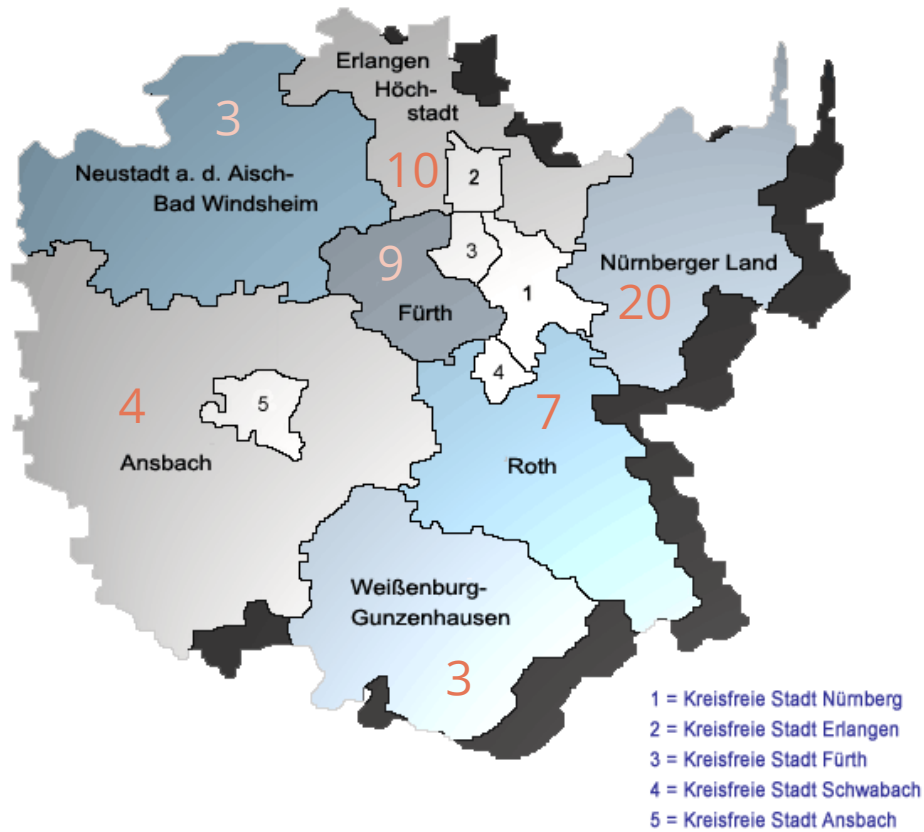 Erlangen
Höch-
stadt
3
Neustadt a. d. Aisch-
Bad Windsheim
10
2
9
3
Fürth
1
Nürnberger Land
20
4
4
5
7
Ansbach
Roth
Weißenburg-
Gunzenhausen
3
1 = Kreisfreie Stadt Nürnberg
2 = Kreisfreie Stadt Erlangen
3 = Kreisfreie Stadt Fürth
4 = Kreisfreie Stadt Schwabach
5 = Kreisfreie Stadt Ansbach